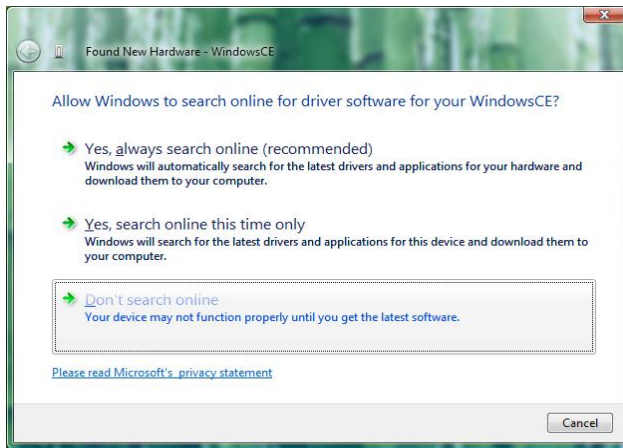 Found New Hardware - WindowsCE
Allow Windows to search online for driver software for your WindowsCE?
Yes, always search online (recommended)
Windows will automatically search for the latest drivers and applications for your hardware and
download them to your computer.
Yes, search online this time only
Windows will search for the latest drivers and applications for this device and download them to
your computer.
Don't search online
Your device may not function properly until you get the latest software.
Please read Microsoft's privacy statement
Cancel